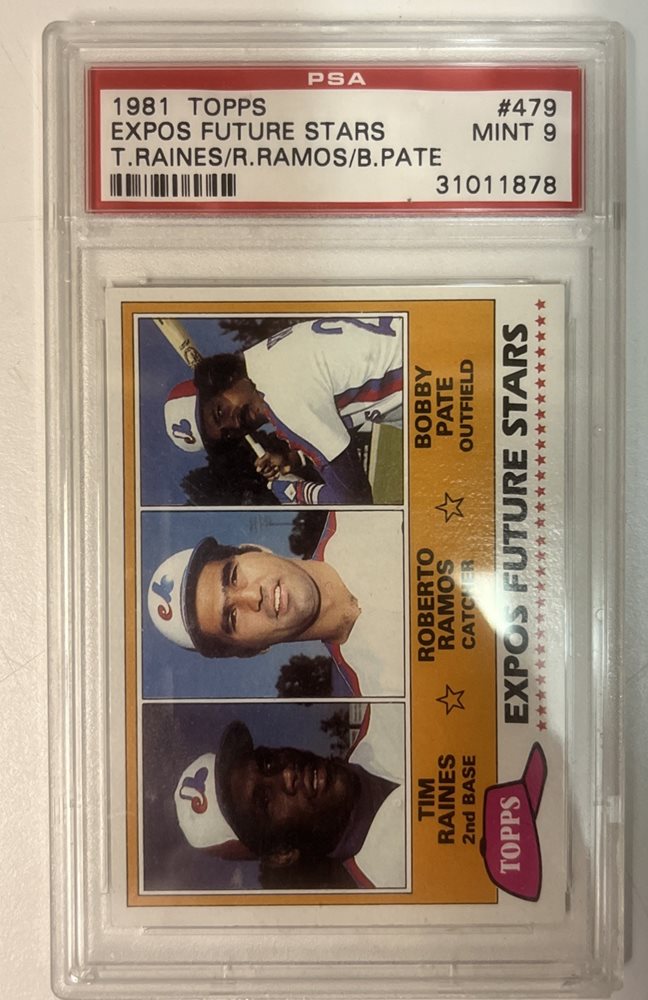 PSA
1981 TOPPS #479
EXPOS FUTURE STARS MINT 9
T.RAINES/R.RAMOS/B.PATE
31011878
TIM
RAINES
2nd BASE
ROBERTO
RAMOS
CATCHER
BOBBY
PATE
OUTFIELD
TOPPS
EXPOS FUTURE STARS